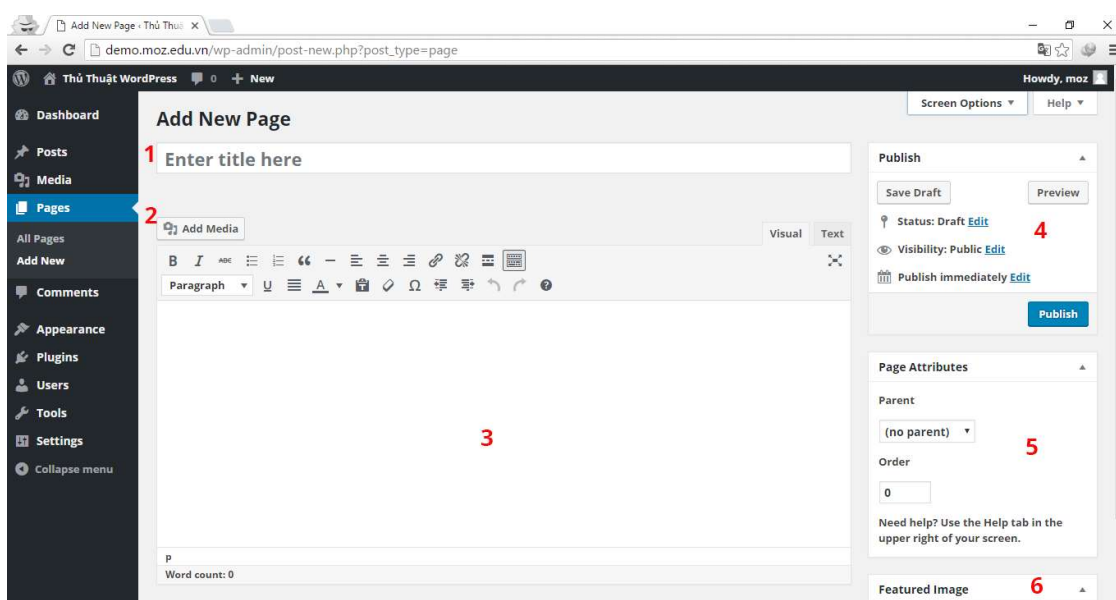 Add New Page ‹ Thủ Thuậ
demo.moz.edu.vn/wp-admin/post-new.php?post_type=page
Thủ Thuật WordPress 0 + New Howdy, moz
Screen Options Help
Dashboard
Posts
Media
Pages
All Pages
Add New
Comments
Appearance
Plugins
Users
Tools
Settings
Collapse menu
Add New Page
1 Enter title here
2 Add Media
Visual Text
B I ABC
Paragraph U A Ω
3
P
Word count: 0
Publish
Save Draft Preview
Status: Draft Edit
4
Visibility: Public Edit
Publish immediately Edit
Publish
Page Attributes
Parent
(no parent)
5
Order
0
Need help? Use the Help tab in the
upper right of your screen.
Featured Image 6